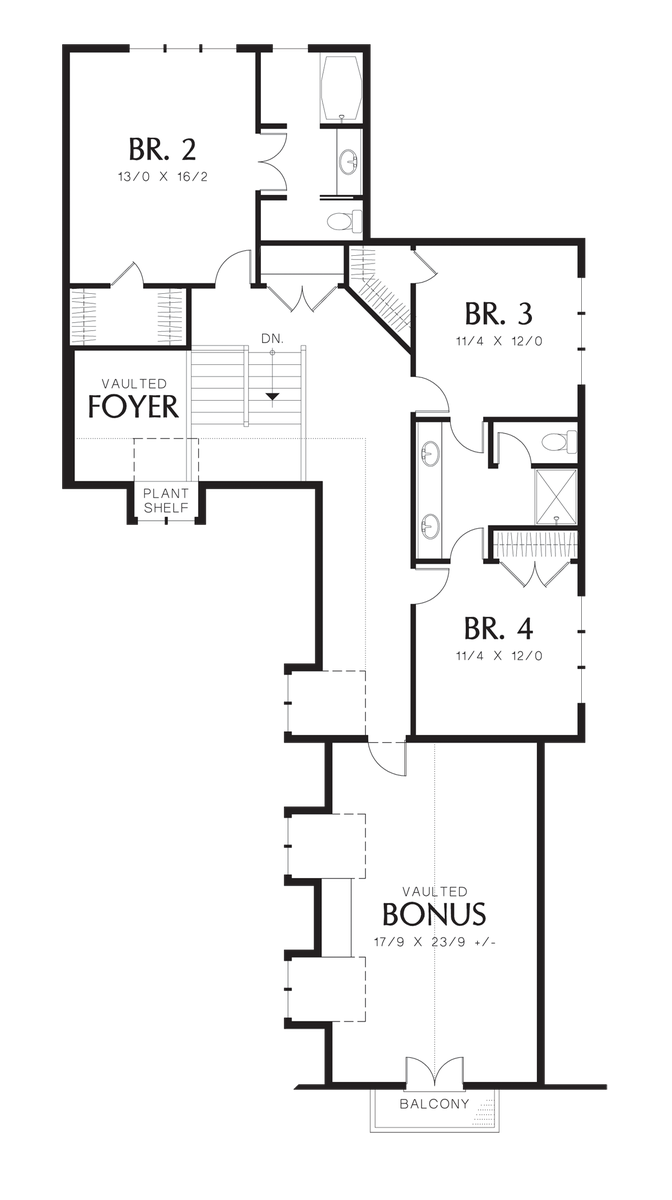 BR. 2
13/0 X 16/2
BR. 3
11/4 X 12/0
DN.
VAULTED
FOYER
PLANT
SHELF
BR. 4
11/4 X 12/0
VAULTED
BONUS
17/9 X 23/9 +/-
BALCONY